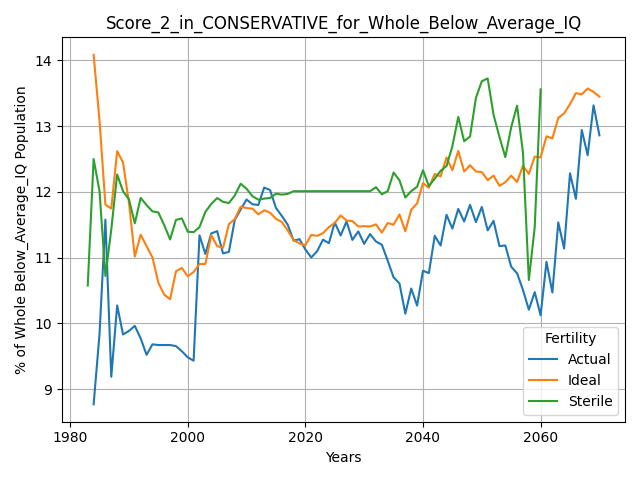 Score_2_in_CONSERVATIVE_for_Whole_Below_Average_IQ
% of Whole Below_Average_IQ Population
14
13
12
11
10
9
1980
2000
2020
2040
2060
Years
Fertility
Actual
Ideal
Sterile